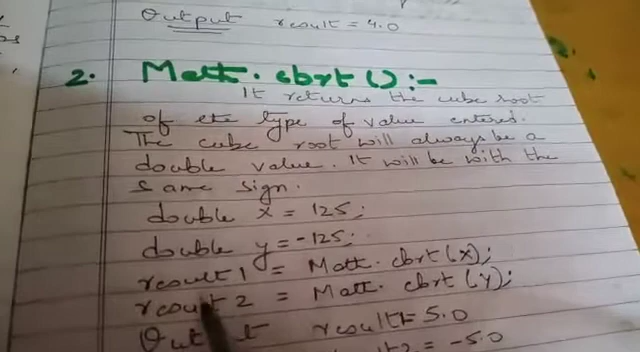 Output result = 4.0
2. Math.cbrt() :-
It returns the cube root
of the type of value entered.
The cube root will always be a
double value. It will be with the
same sign.
double x = 125;
double y = -125;
result1 = Math.cbrt(x);
result2 = Math.cbrt(y);
Output result1 = 5.0
= -5.0